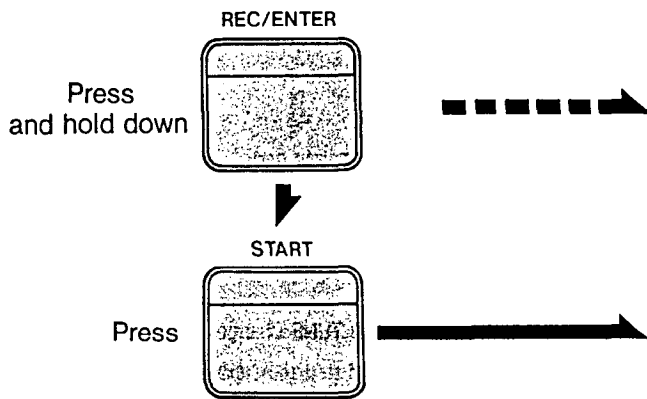 REC/ENTER
Press
and hold down
START
Press